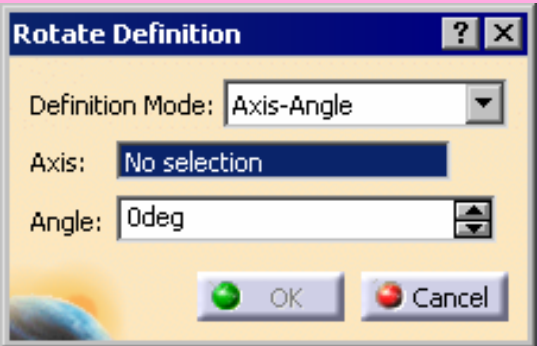 Rotate Definition ? X
Definition Mode: Axis-Angle
Axis: No selection
Angle: 0deg
OK Cancel